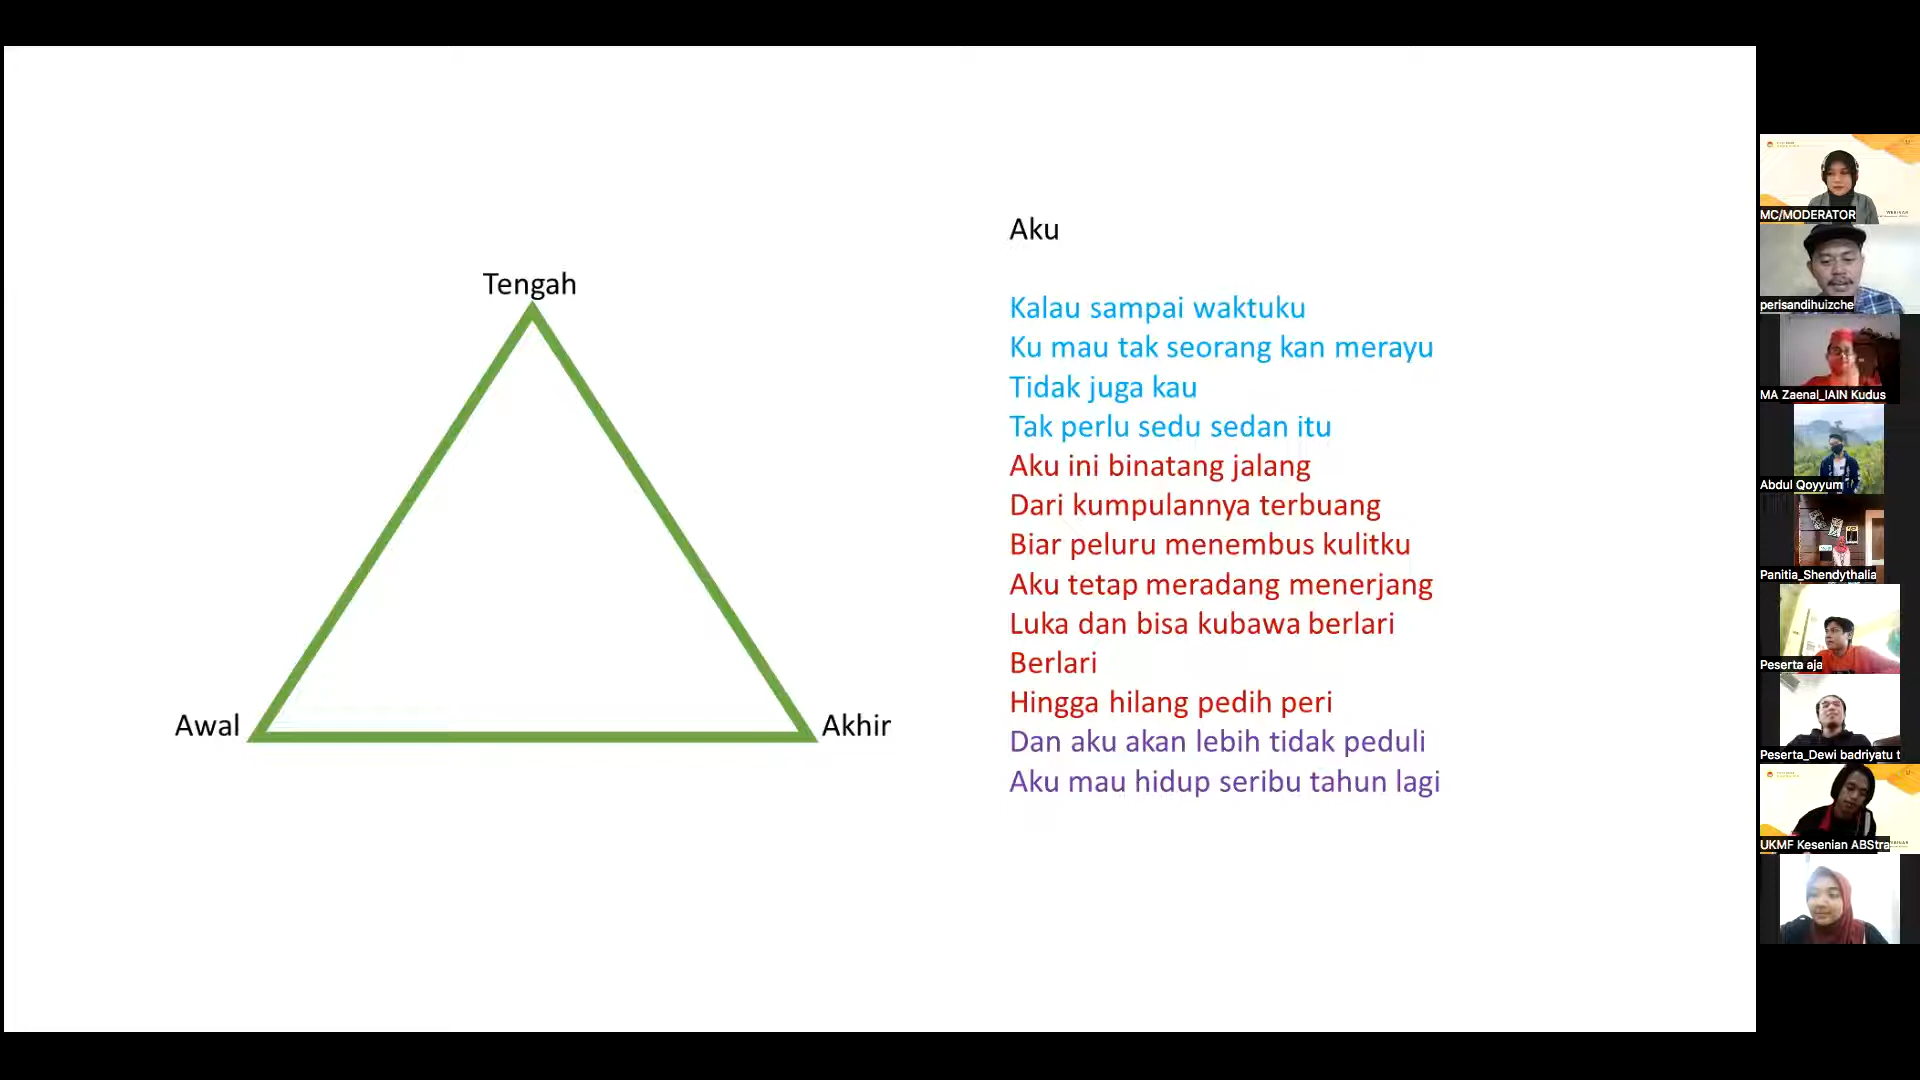 Tengah
Awal
Akhir
Aku
Kalau sampai waktuku
Ku mau tak seorang kan merayu
Tidak juga kau
Tak perlu sedu sedan itu
Aku ini binatang jalang
Dari kumpulannya terbuang
Biar peluru menembus kulitku
Aku tetap meradang menerjang
Luka dan bisa kubawa berlari
Berlari
Hingga hilang pedih peri
Dan aku akan lebih tidak peduli
Aku mau hidup seribu tahun lagi
MC/MODERATOR
perisandihuizche
MA Zaenal_IAIN Kudus
Abdul Qoyyum
Panitia_Shendythalia
Peserta aja
Peserta_Dewi badriyatu t
UKMF Kesenian ABStra